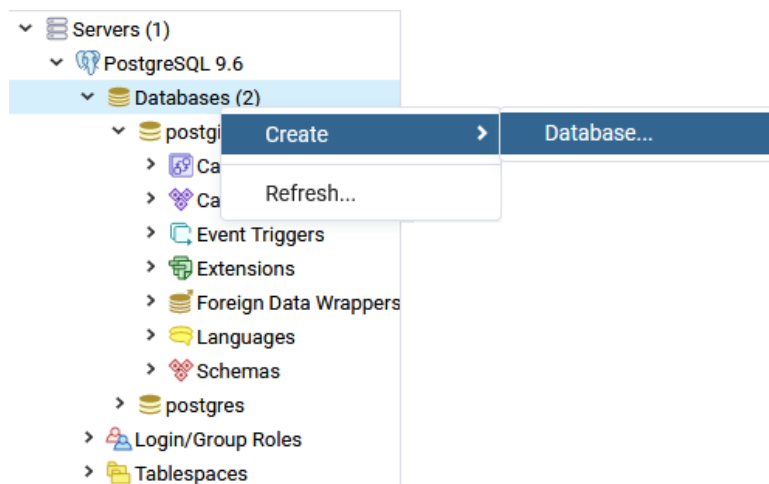 Servers (1)
PostgreSQL 9.6
Databases (2)
postgi
Create
Database...
Ca
Refresh...
Ca
Event Triggers
Extensions
Foreign Data Wrappers
Languages
Schemas
postgres
Login/Group Roles
Tablespaces